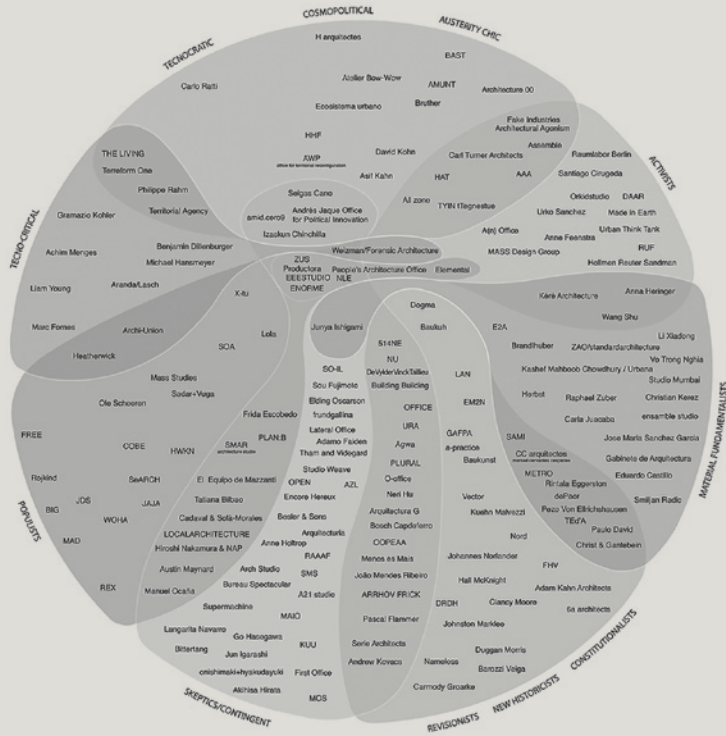 COSMOPOLITICAL
AUSTERITY CHIC
TECNOCRATIC
H arquitectes
BAST
Carlo Ratti
Atelier Bow-Wow
AMUNT
Architecture 00
Ecosistema urbano
Bruther
Fake Industries
Architectural Agonism
HHF
Assemble
THE LIVING
AWP
David Kohn
Carl Turner Architects
Raumlabor Berlin
ACTIVISTS
Terreform One
Asif Kahn
HAT
AAA
Santiago Cirugeda
Philippe Rahm
Selgas Cano
All zone
TYIN tTegnestue
Orkidstudio
DAAR
Gramazio Kohler
Territorial Agency
amid.cero9
Andrés Jaque Office
for Political Innovation
Urko Sanchez
Made in Earth
TECNO-CRITICAL
Izaskun Chinchilla
A(n) Office
Anne Feenstra
Urban Think Tank
Achim Menges
Benjamin Dillenburger
Weizman/Forensic Architecture
MASS Design Group
RUF
Michael Hansmeyer
ZUS
Hollmen Reuter Sandman
Productora
People's Architecture Office
Elemental
BEESTUDIO
NLE
Liam Young
Aranda/Lasch
X-tu
ENORME
Kéré Architecture
Anna Heringer
Dogma
Wang Shu
Marc Fornes
Archi-Union
Lola
Junya Ishigami
Baukuh
E2A
Li Xiadong
Heatherwick
SOA
514NE
Brandlhuber
ZAO/standardarchitecture
NU
Vo Trong Nghia
SO-IL
DeVylderVinckTaillieu
LAN
Kashef Mahboob Chowdhury / Urbana
Mass Studies
Sou Fujimoto
Building Building
Studio Mumbai
Sadar+Vuga
Elding Oscarson
Herbst
Raphael Zuber
Christian Kerez
Ole Scheeren
frundgallina
OFFICE
EM2N
Frida Escobedo
Lateral Office
URA
Carla Juacaba
ensamble studio
FREE
COBE
HWKN
SMAR
architecture studio
PLAN:B
Adamo Faiden
Agwa
GAFPA
SAMI
Jose Maria Sanchez Garcia
Tham and Videgard
a-practice
CC arquitectos
Gabinete de Arquitectura
Rojkind
SeARCH
El Equipo de Mazzanti
Studio Weave
PLURAL
Baukunst
METRO
Eduardo Castillo
MATERIAL FUNDAMENTALISTS
OPEN
AZL
O-office
Rintala Eggerston
JDS
JAJA
Tatiana Bilbao
Encore Hereux
Neri Hu
Vector
dePaor
Smiljan Radic
BIG
WOHA
Cadaval & Solà-Morales
Besler & Sons
Arquitectura G
Kuehn Malvezzi
Pezo Von Ellrichshausen
LOCALARCHITECTURE
Arquitecturia
Bosch Capdeferro
TEd'A
MAD
Hiroshi Nakamura & NAP
Anne Holtrop
OOPEAA
Nord
Paulo David
POPULISTS
RAAAF
Menos es Mais
Johannes Norlander
Christ & Gantebein
Austin Maynard
Arch Studio
SMS
João Mendes Ribeiro
FHV
REX
Manuel Ocaña
Bureau Spectacular
A21 studio
ARRHOV FRICK
Hall McKnight
Adam Kahn Architects
Supermachine
MAIO
DRDH
Clancy Moore
6a architects
Langarita Navarro
Go Hasegawa
Pascal Flammer
Johnston Marklee
Bittertang
Jun Igarashi
KUU
Serie Architects
Duggan Morris
CONSTITUTIONALISTS
onishimaki+hyakudayuki
First Office
Andrew Kovacs
Nameless
Barozzi Veiga
Akihisa Hirata
MOS
Carmody Groarke
NEW HISTORICISTS
SKEPTICS/CONTINGENT
REVISIONISTS